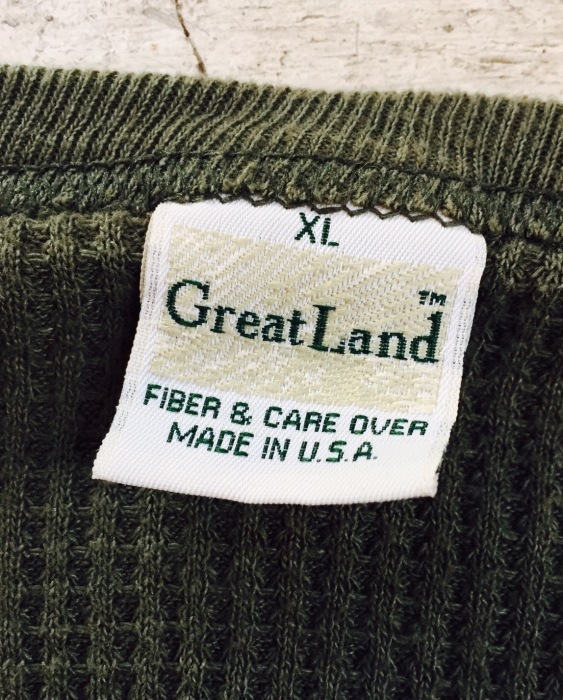 XL
GreatLand™
FIBER & CARE OVER
MADE IN U.S.A.